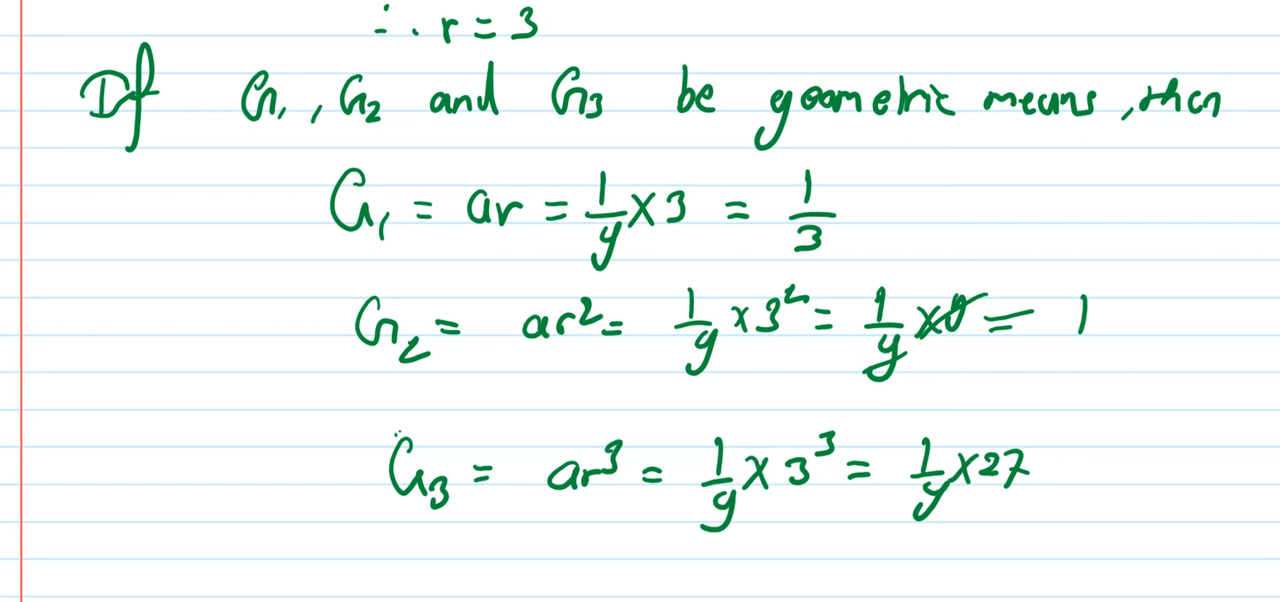 ∴ r = 3
If G₁, G₂ and G₃ be geometric means, then
G₁ = ar = 1/9 × 3 = 1/3
G₂ = ar² = 1/9 × 3² = 1/9 × 9 = 1
G₃ = ar³ = 1/9 × 3³ = 1/9 × 27